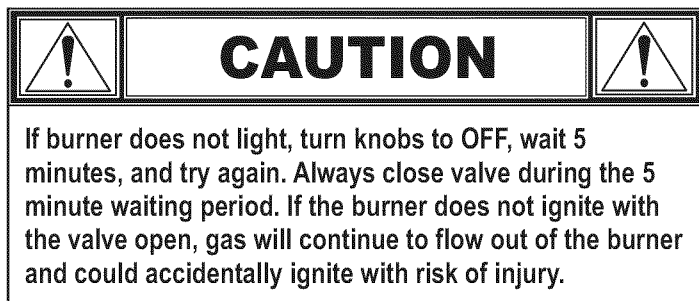 CAUTION
If burner does not light, turn knobs to OFF, wait 5
minutes, and try again. Always close valve during the 5
minute waiting period. If the burner does not ignite with
the valve open, gas will continue to flow out of the burner
and could accidentally ignite with risk of injury.